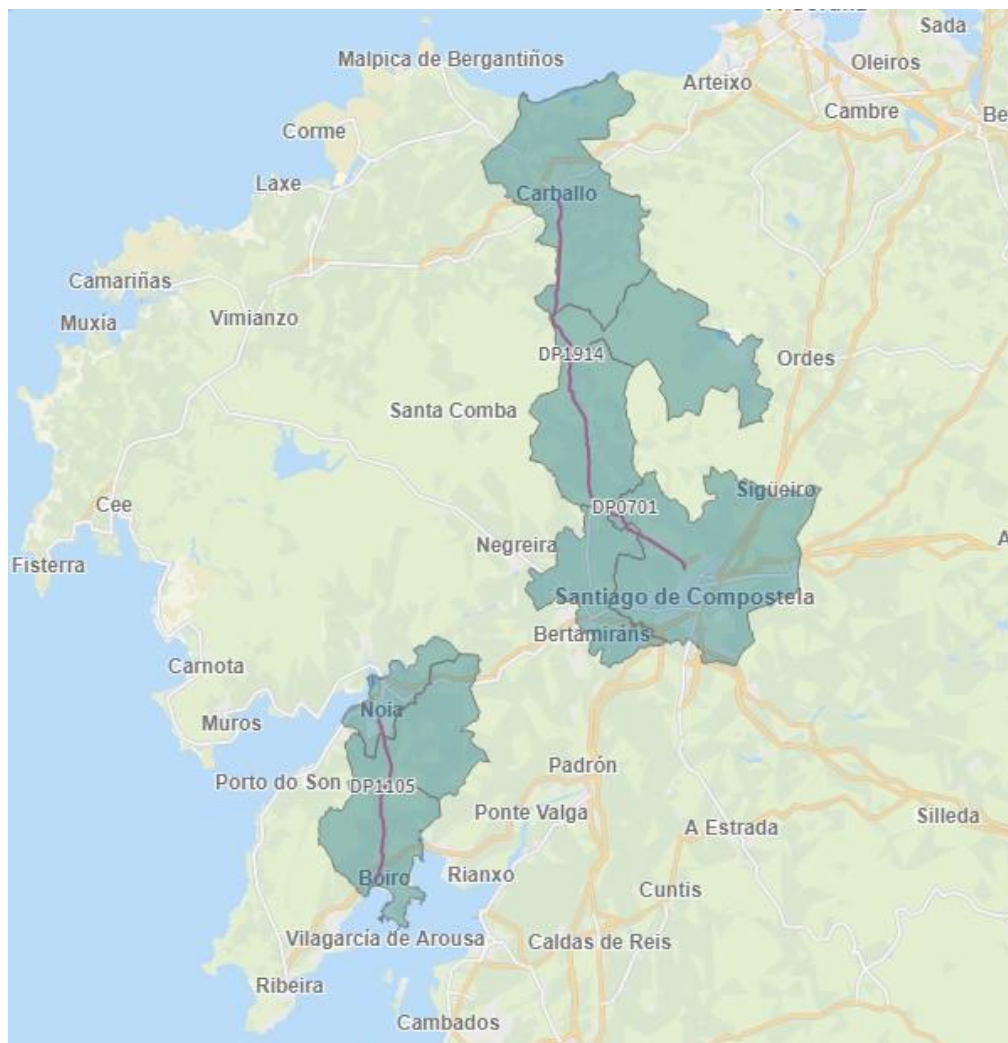 Sada
Oleiros
Malpica de Bergantiños
Arteixo
Cambre
Corme
Laxe
Carballo
Camariñas
Muxía
Vimianzo
DP1914
Ordes
Santa Comba
Sigüeiro
Cee
DP0701
Negreira
Fisterra
Santiago de Compostela
Bertamiráns
Carnota
Noia
Muros
Padrón
Porto do Son
DP1105
Ponte Valga
Silleda
A Estrada
Boiro
Rianxo
Cuntis
Vilagarcía de Arousa
Caldas de Reis
Ribeira
Cambados